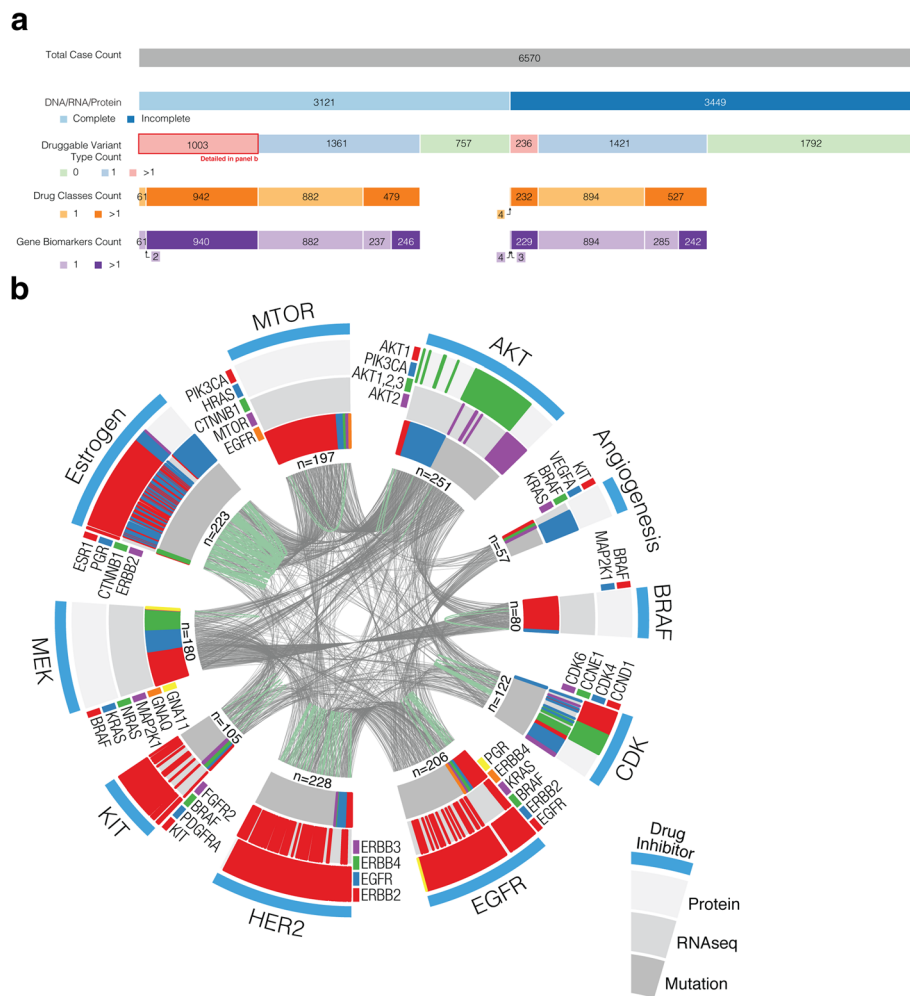 a
Total Case Count
6570
DNA/RNA/Protein
3121
3449
Complete
Incomplete
Druggable Variant
Type Count
1003
1361
757
236
1421
1792
Detailed in panel b
0
1
>1
Drug Classes Count
61
942
882
479
232
894
527
1
>1
4
Gene Biomarkers Count
61
940
882
237
246
229
894
285
242
1
>1
2
4
3
b
MTOR
PIK3CA
HRAS
CTNNB1
MTOR
EGFR
n=197
AKT
AKT1
PIK3CA
AKT1,2,3
AKT2
n=251
Angiogenesis
KIT
VEGFA
BRAF
KRAS
n=57
BRAF
BRAF
MAP2K1
n=80
CDK
CDK6
CCNE1
CDK4
CCND1
n=122
EGFR
PGR
ERBB4
KRAS
BRAF
ERBB2
EGFR
n=206
HER2
ERBB3
ERBB4
EGFR
ERBB2
n=228
KIT
FGFR2
BRAF
PDGFRA
KIT
n=105
MEK
GNA11
GNAQ
MAP2K1
NRAS
KRAS
BRAF
n=180
Estrogen
ESR1
PGR
CTNNB1
ERBB2
n=223
Drug
Inhibitor
Protein
RNAseq
Mutation